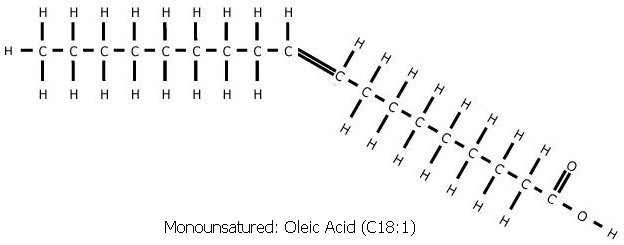 H H H H H H H H H
H C C C C C C C C C
H H H H H H H H
H H H H H H H H O
C C C C C C C C C O H
H H H H H H H
Monounsatured: Oleic Acid (C18:1)